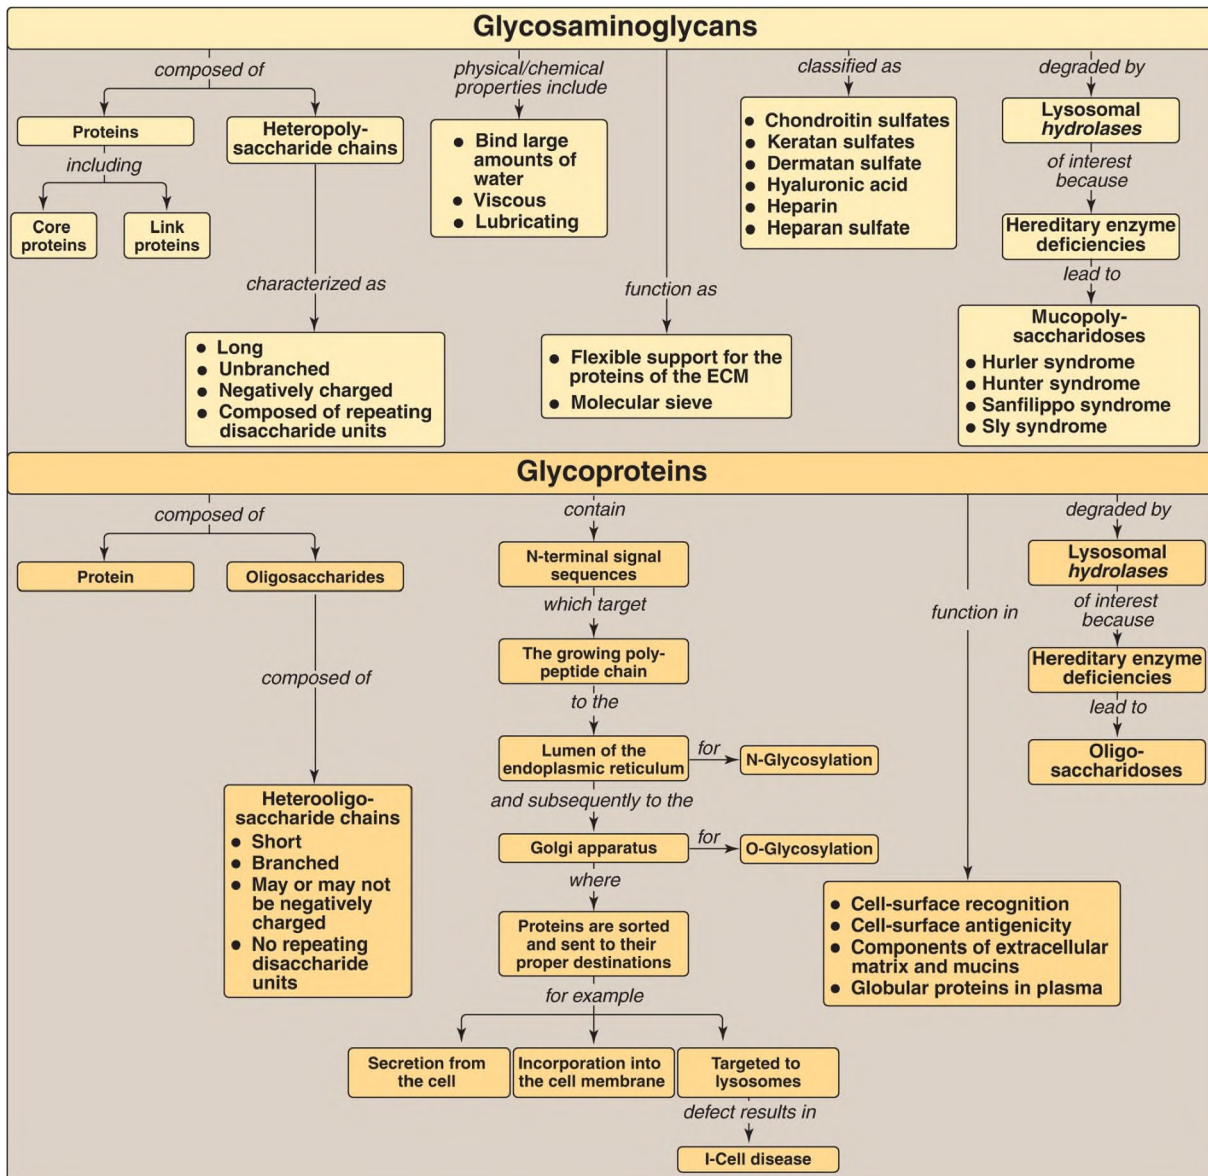 Glycosaminoglycans
composed of
Proteins
including
Core
proteins
Link
proteins
Heteropoly-
saccharide chains
characterized as
● Long
● Unbranched
● Negatively charged
● Composed of repeating
disaccharide units
physical/chemical
properties include
● Bind large
amounts of
water
● Viscous
● Lubricating
function as
● Flexible support for the
proteins of the ECM
● Molecular sieve
classified as
● Chondroitin sulfates
● Keratan sulfates
● Dermatan sulfate
● Hyaluronic acid
● Heparin
● Heparan sulfate
degraded by
Lysosomal
hydrolases
of interest
because
Hereditary enzyme
deficiencies
lead to
Mucopoly-
saccharidoses
● Hurler syndrome
● Hunter syndrome
● Sanfilippo syndrome
● Sly syndrome
Glycoproteins
composed of
Protein
Oligosaccharides
composed of
Heterooligo-
saccharide chains
● Short
● Branched
● May or may not
be negatively
charged
● No repeating
disaccharide
units
contain
N-terminal signal
sequences
which target
The growing poly-
peptide chain
to the
Lumen of the
endoplasmic reticulum
for
N-Glycosylation
and subsequently to the
Golgi apparatus
for
O-Glycosylation
where
Proteins are sorted
and sent to their
proper destinations
for example
Secretion from
the cell
Incorporation into
the cell membrane
Targeted to
lysosomes
defect results in
I-Cell disease
function in
● Cell-surface recognition
● Cell-surface antigenicity
● Components of extracellular
matrix and mucins
● Globular proteins in plasma
degraded by
Lysosomal
hydrolases
of interest
because
Hereditary enzyme
deficiencies
lead to
Oligo-
saccharidoses